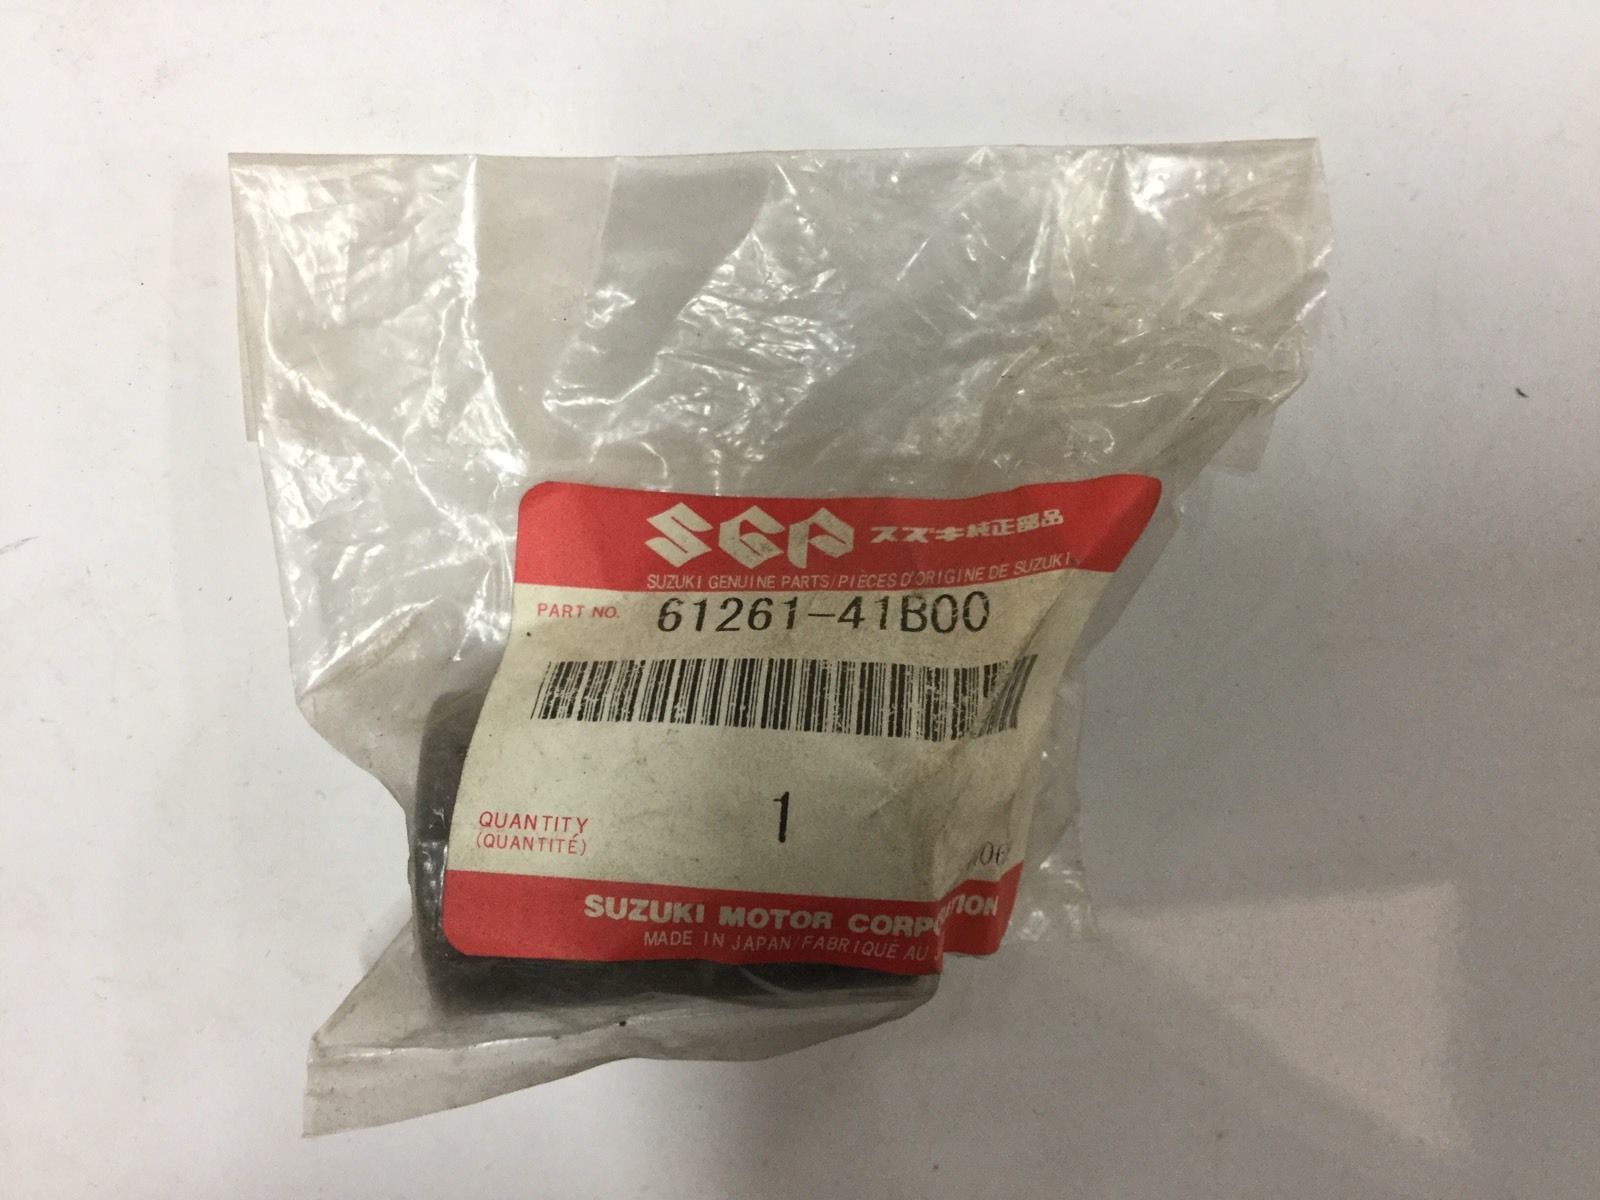 SGP スズキ純正部品
SUZUKI GENUINE PARTS/PIÈCES D'ORIGINE DE SUZUKI
PART NO. 61261-41B00
QUANTITY 1
(QUANTITÉ)
SUZUKI MOTOR CORPORATION
MADE IN JAPAN/FABRIQUÉ AU